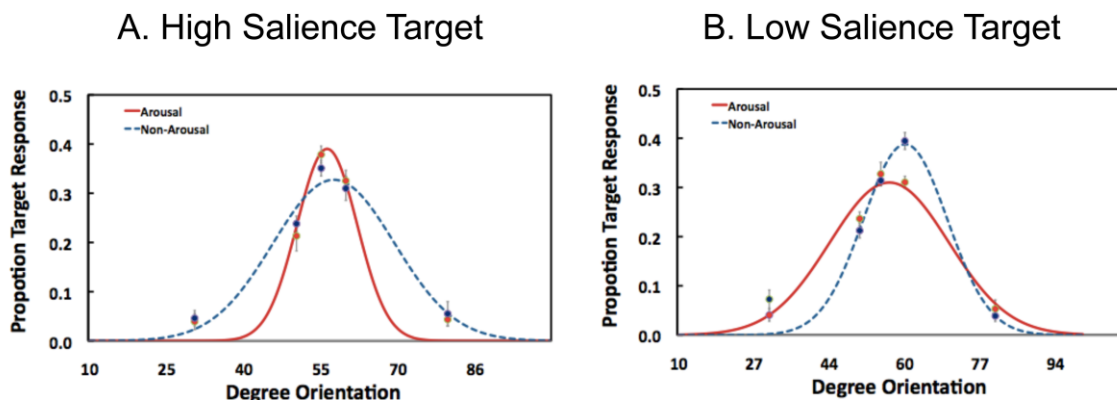 A. High Salience Target
B. Low Salience Target
Propotion Target Response
0.5
0.4
0.3
0.2
0.1
0.0
Arousal
Non-Arousal
10 25 40 55 70 86
Degree Orientation
Propotion Target Response
0.5
0.4
0.3
0.2
0.1
0.0
Arousal
Non-Arousal
10 27 44 60 77 94
Degree Orientation